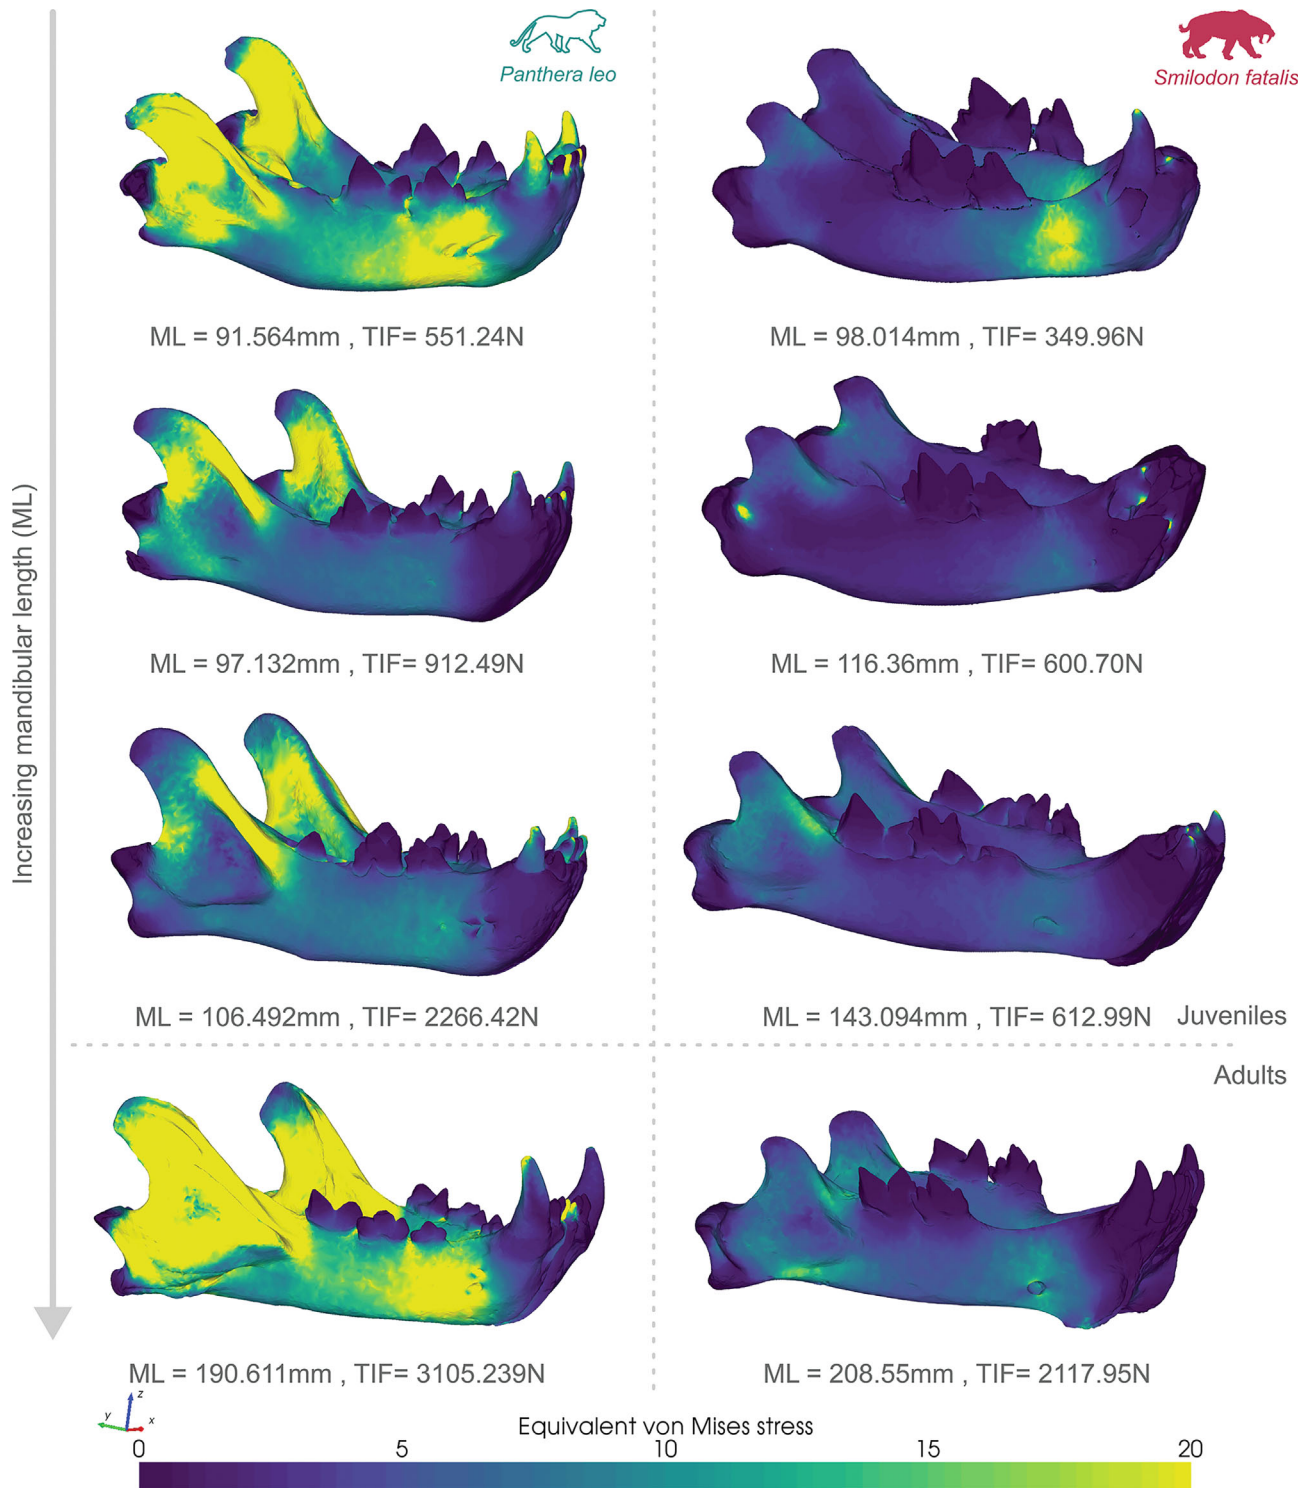 Panthera leo
Smilodon fatalis
ML = 91.564mm , TIF= 551.24N
ML = 98.014mm , TIF= 349.96N
ML = 97.132mm , TIF= 912.49N
ML = 116.36mm , TIF= 600.70N
Increasing mandibular length (ML)
ML = 106.492mm , TIF= 2266.42N
ML = 143.094mm , TIF= 612.99N
Juveniles
Adults
ML = 190.611mm , TIF= 3105.239N
ML = 208.55mm , TIF= 2117.95N
z
y
x
Equivalent von Mises stress
0 5 10 15 20